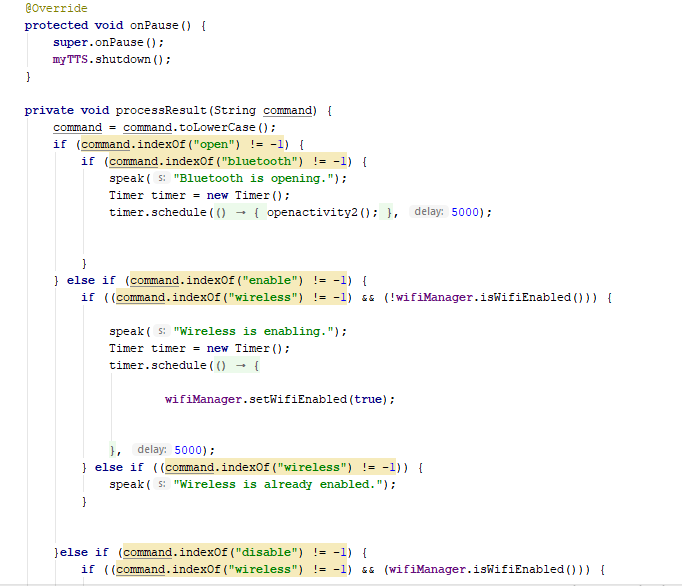 @Override
protected void onPause() {
super.onPause();
myTTS.shutdown();
}
private void processResult(String command) {
command = command.toLowerCase();
if (command.indexOf("open") != -1) {
if (command.indexOf("bluetooth") != -1) {
speak( s: "Bluetooth is opening.");
Timer timer = new Timer();
timer.schedule(() → { openactivity2(); }, delay: 5000);
}
} else if (command.indexOf("enable") != -1) {
if ((command.indexOf("wireless") != -1) && (!wifiManager.isWifiEnabled())) {
speak( s: "Wireless is enabling.");
Timer timer = new Timer();
timer.schedule(() → {
wifiManager.setWifiEnabled(true);
}, delay: 5000);
} else if ((command.indexOf("wireless") != -1)) {
speak( s: "Wireless is already enabled.");
}
}else if (command.indexOf("disable") != -1) {
if ((command.indexOf("wireless") != -1) && (wifiManager.isWifiEnabled())) {